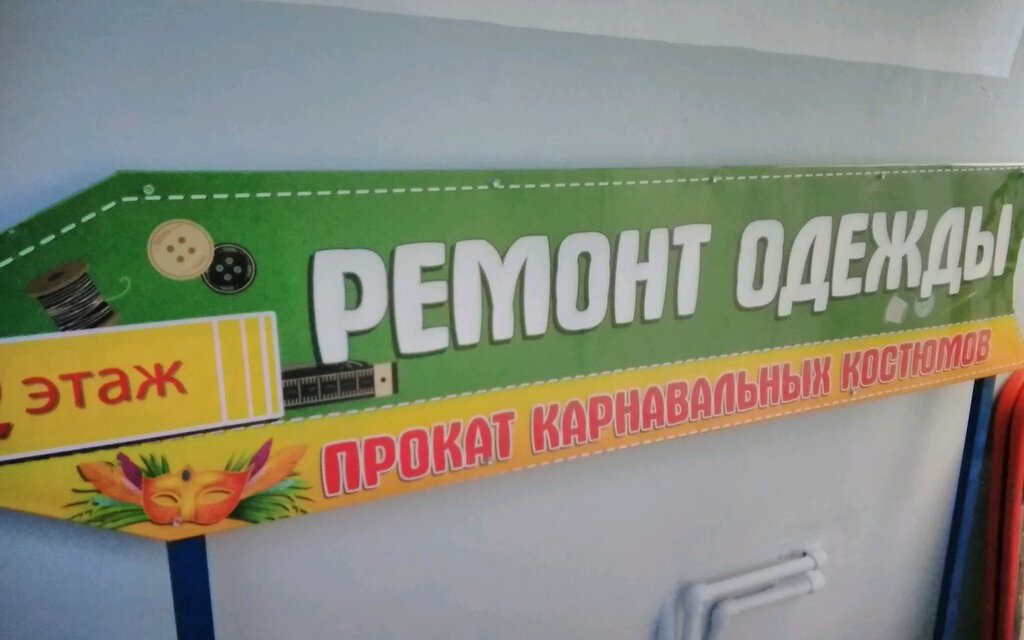 РЕМОНТ ОДЕЖДЫ
этаж
ПРОКАТ КАРНАВАЛЬНЫХ КОСТЮМОВ